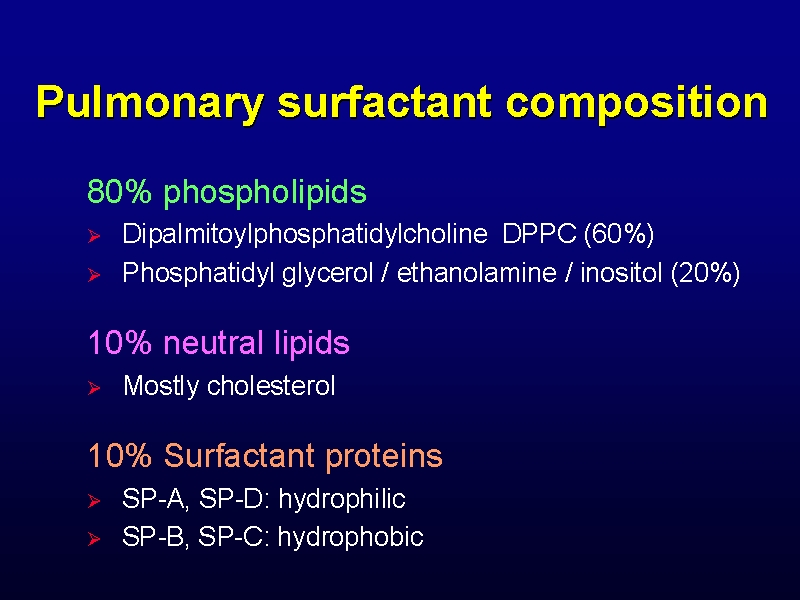 Pulmonary surfactant composition
80% phospholipids
Dipalmitoylphosphatidylcholine DPPC (60%)
Phosphatidyl glycerol / ethanolamine / inositol (20%)
10% neutral lipids
Mostly cholesterol
10% Surfactant proteins
SP-A, SP-D: hydrophilic
SP-B, SP-C: hydrophobic